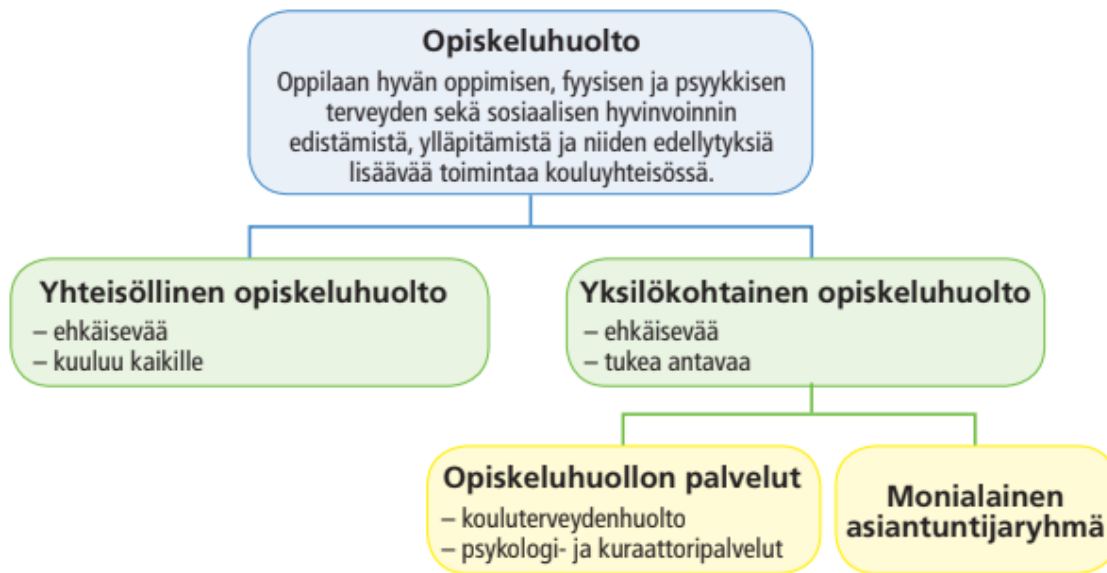 Opiskeluhuolto
Oppilaan hyvän oppimisen, fyysisen ja psyykkisen
terveyden sekä sosiaalisen hyvinvoinnin
edistämistä, ylläpitämistä ja niiden edellytyksiä
lisäävää toimintaa kouluyhteisössä.
Yhteisöllinen opiskeluhuolto
– ehkäisevää
– kuuluu kaikille
Yksilökohtainen opiskeluhuolto
– ehkäisevää
– tukea antavaa
Opiskeluhuollon palvelut
– kouluterveydenhuolto
– psykologi- ja kuraattoripalvelut
Monialainen
asiantuntijaryhmä